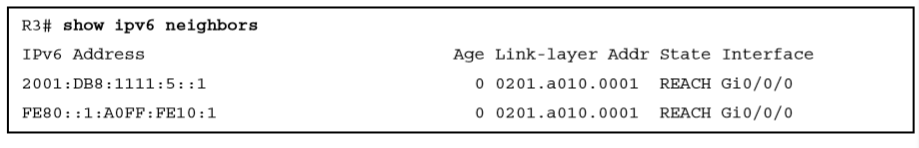 R3# show ipv6 neighbors
IPv6 Address Age Link-layer Addr State Interface
2001:DB8:1111:5::1 0 0201.a010.0001 REACH Gi0/0/0
FE80::1:A0FF:FE10:1 0 0201.a010.0001 REACH Gi0/0/0